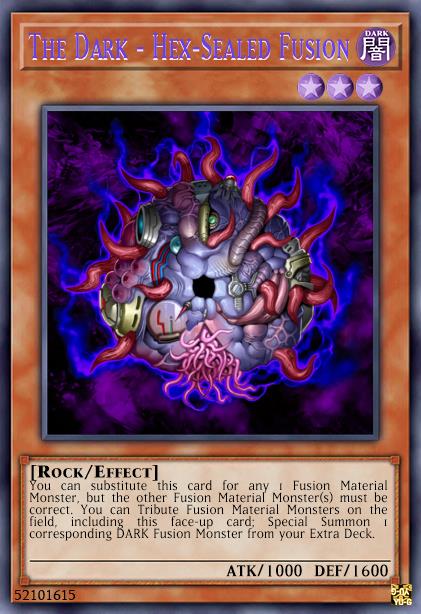 The Dark - Hex-Sealed Fusion
DARK
闇
[Rock/Effect]
You can substitute this card for any 1 Fusion Material
Monster, but the other Fusion Material Monster(s) must be
correct. You can Tribute Fusion Material Monsters on the
field, including this face-up card; Special Summon 1
corresponding DARK Fusion Monster from your Extra Deck.
ATK/1000 DEF/1600
52101615